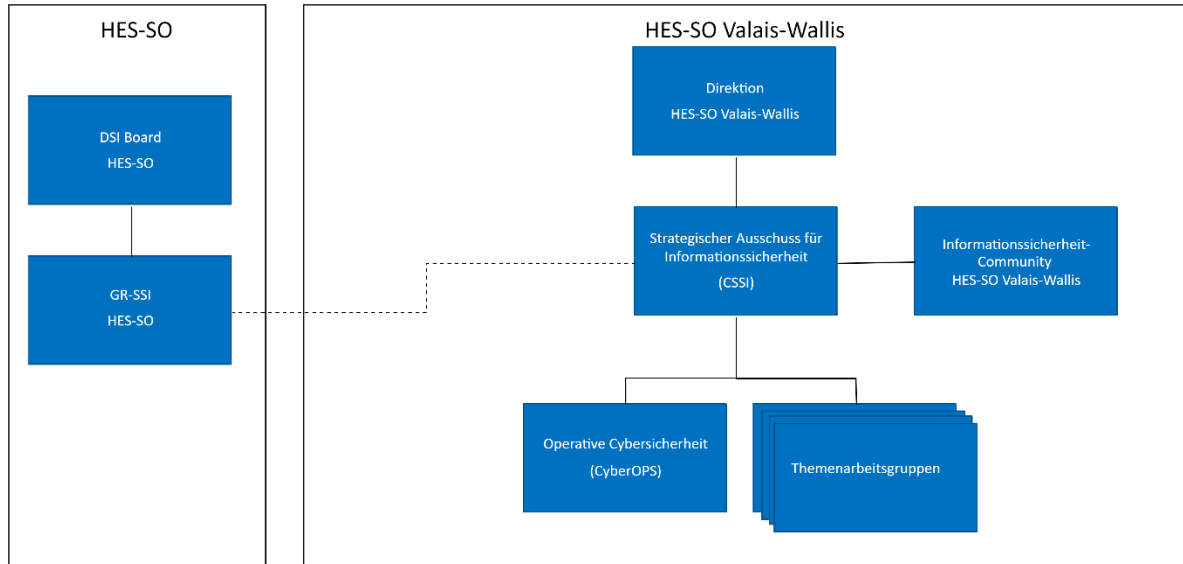 HES-SO
DSI Board
HES-SO
GR-SSI
HES-SO
HES-SO Valais-Wallis
Direktion
HES-SO Valais-Wallis
Strategischer Ausschuss für
Informationssicherheit
(CSSI)
Informationssicherheit-
Community
HES-SO Valais-Wallis
Operative Cybersicherheit
(CyberOPS)
Themenarbeitsgruppen